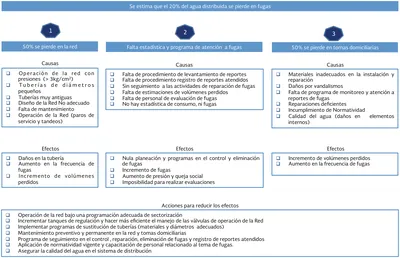 Se estima que el 20% del agua distribuida se pierde en fugas
1
2
3
50% se pierde en la red
Falta estadística y programa de atención a fugas
50% se pierde en tomas domiciliarias
Causas
Operación de la red con
presiones (> 3kg/cm²)
Tuberías de diámetros
pequeños
Tuberías muy antiguas
Diseño de la Red No adecuado
Falta de mantenimiento
Operación de la Red (paros de
servicio y tandeos)
Causas
Falta de procedimiento de levantamiento de reportes
Falta de procedimiento registro de reportes atendidos
Sin seguimiento a las actividades de reparación de fugas
Falta de estimaciones de volúmenes perdidos
Falta de personal de evaluación de fugas
No hay estadística de consumo, ni fugas
Causas
Materiales inadecuados en la instalación y
reparación
Daños por vandalismos
Falta de programa de monitoreo y atención a
reportes de fugas
Reparaciones deficientes
Incumplimiento de Normatividad
Calidad del agua (daños en elementos
internos)
Efectos
Daños en la tubería
Aumento en la frecuencia de
fugas
Incremento de volúmenes
perdidos
Efectos
Nula planeación y programas en el control y eliminación
de fugas
Incremento de fugas
Aumento de presión y queja social
Imposibilidad para realizar evaluaciones
Efectos
Incremento de volúmenes perdidos
Aumento en la frecuencia de fugas
Acciones para reducir los efectos
Operación de la red bajo una programación adecuada de sectorización
Incrementar tanques de regulación y hacer más eficiente el manejo de las válvulas de operación de la Red
Implementar programas de sustitución de tuberías (materiales y diámetros adecuados)
Mantenimiento preventivo y permanente en la red y tomas domiciliarias
Programa de seguimiento en el control , reparación, eliminación de fugas y registro de reportes atendidos
Aplicación de normatividad vigente y capacitación de personal relacionado al tema de fugas
Asegurar la calidad del agua en el sistema de distribución